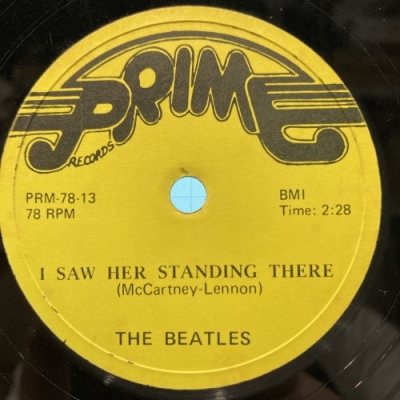 PRIME
RECORDS
PRM-78-13
78 RPM
BMI
Time: 2:28
I SAW HER STANDING THERE
(McCartney-Lennon)
THE BEATLES